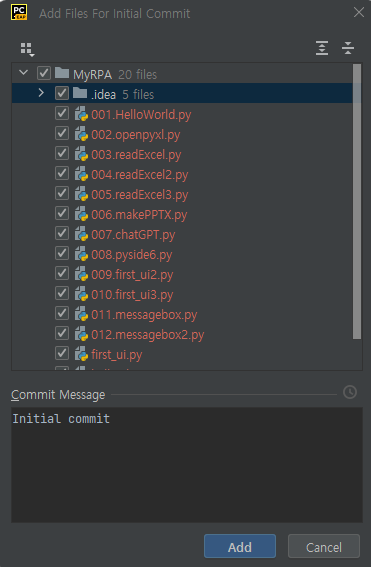 PC
EAP
Add Files For Initial Commit
MyRPA 20 files
.idea 5 files
001.HelloWorld.py
002.openpyxl.py
003.readExcel.py
004.readExcel2.py
005.readExcel3.py
006.makePPTX.py
007.chatGPT.py
008.pyside6.py
009.first_ui2.py
010.first_ui3.py
011.messagebox.py
012.messagebox2.py
first_ui.py
Commit Message
Initial commit
Add
Cancel